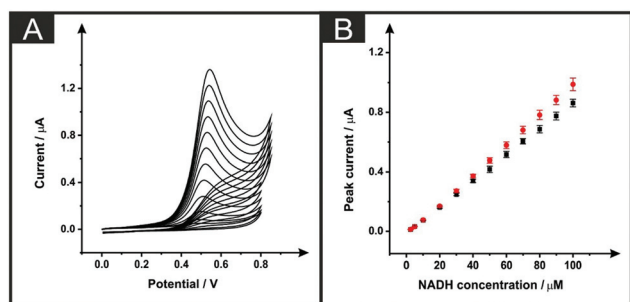 A
Current / μA
1.2
0.8
0.4
0.0
0.0 0.2 0.4 0.6 0.8
Potential / V
B
Peak current / μA
1.2
0.8
0.4
0.0
0 20 40 60 80 100
NADH concentration / μM